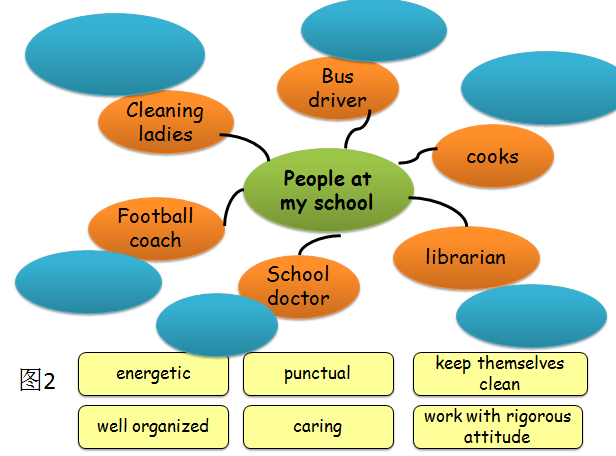 Bus
driver
Cleaning
ladies
cooks
People at
my school
Football
coach
librarian
School
doctor
图2
energetic
punctual
keep themselves
clean
well organized
caring
work with rigorous
attitude